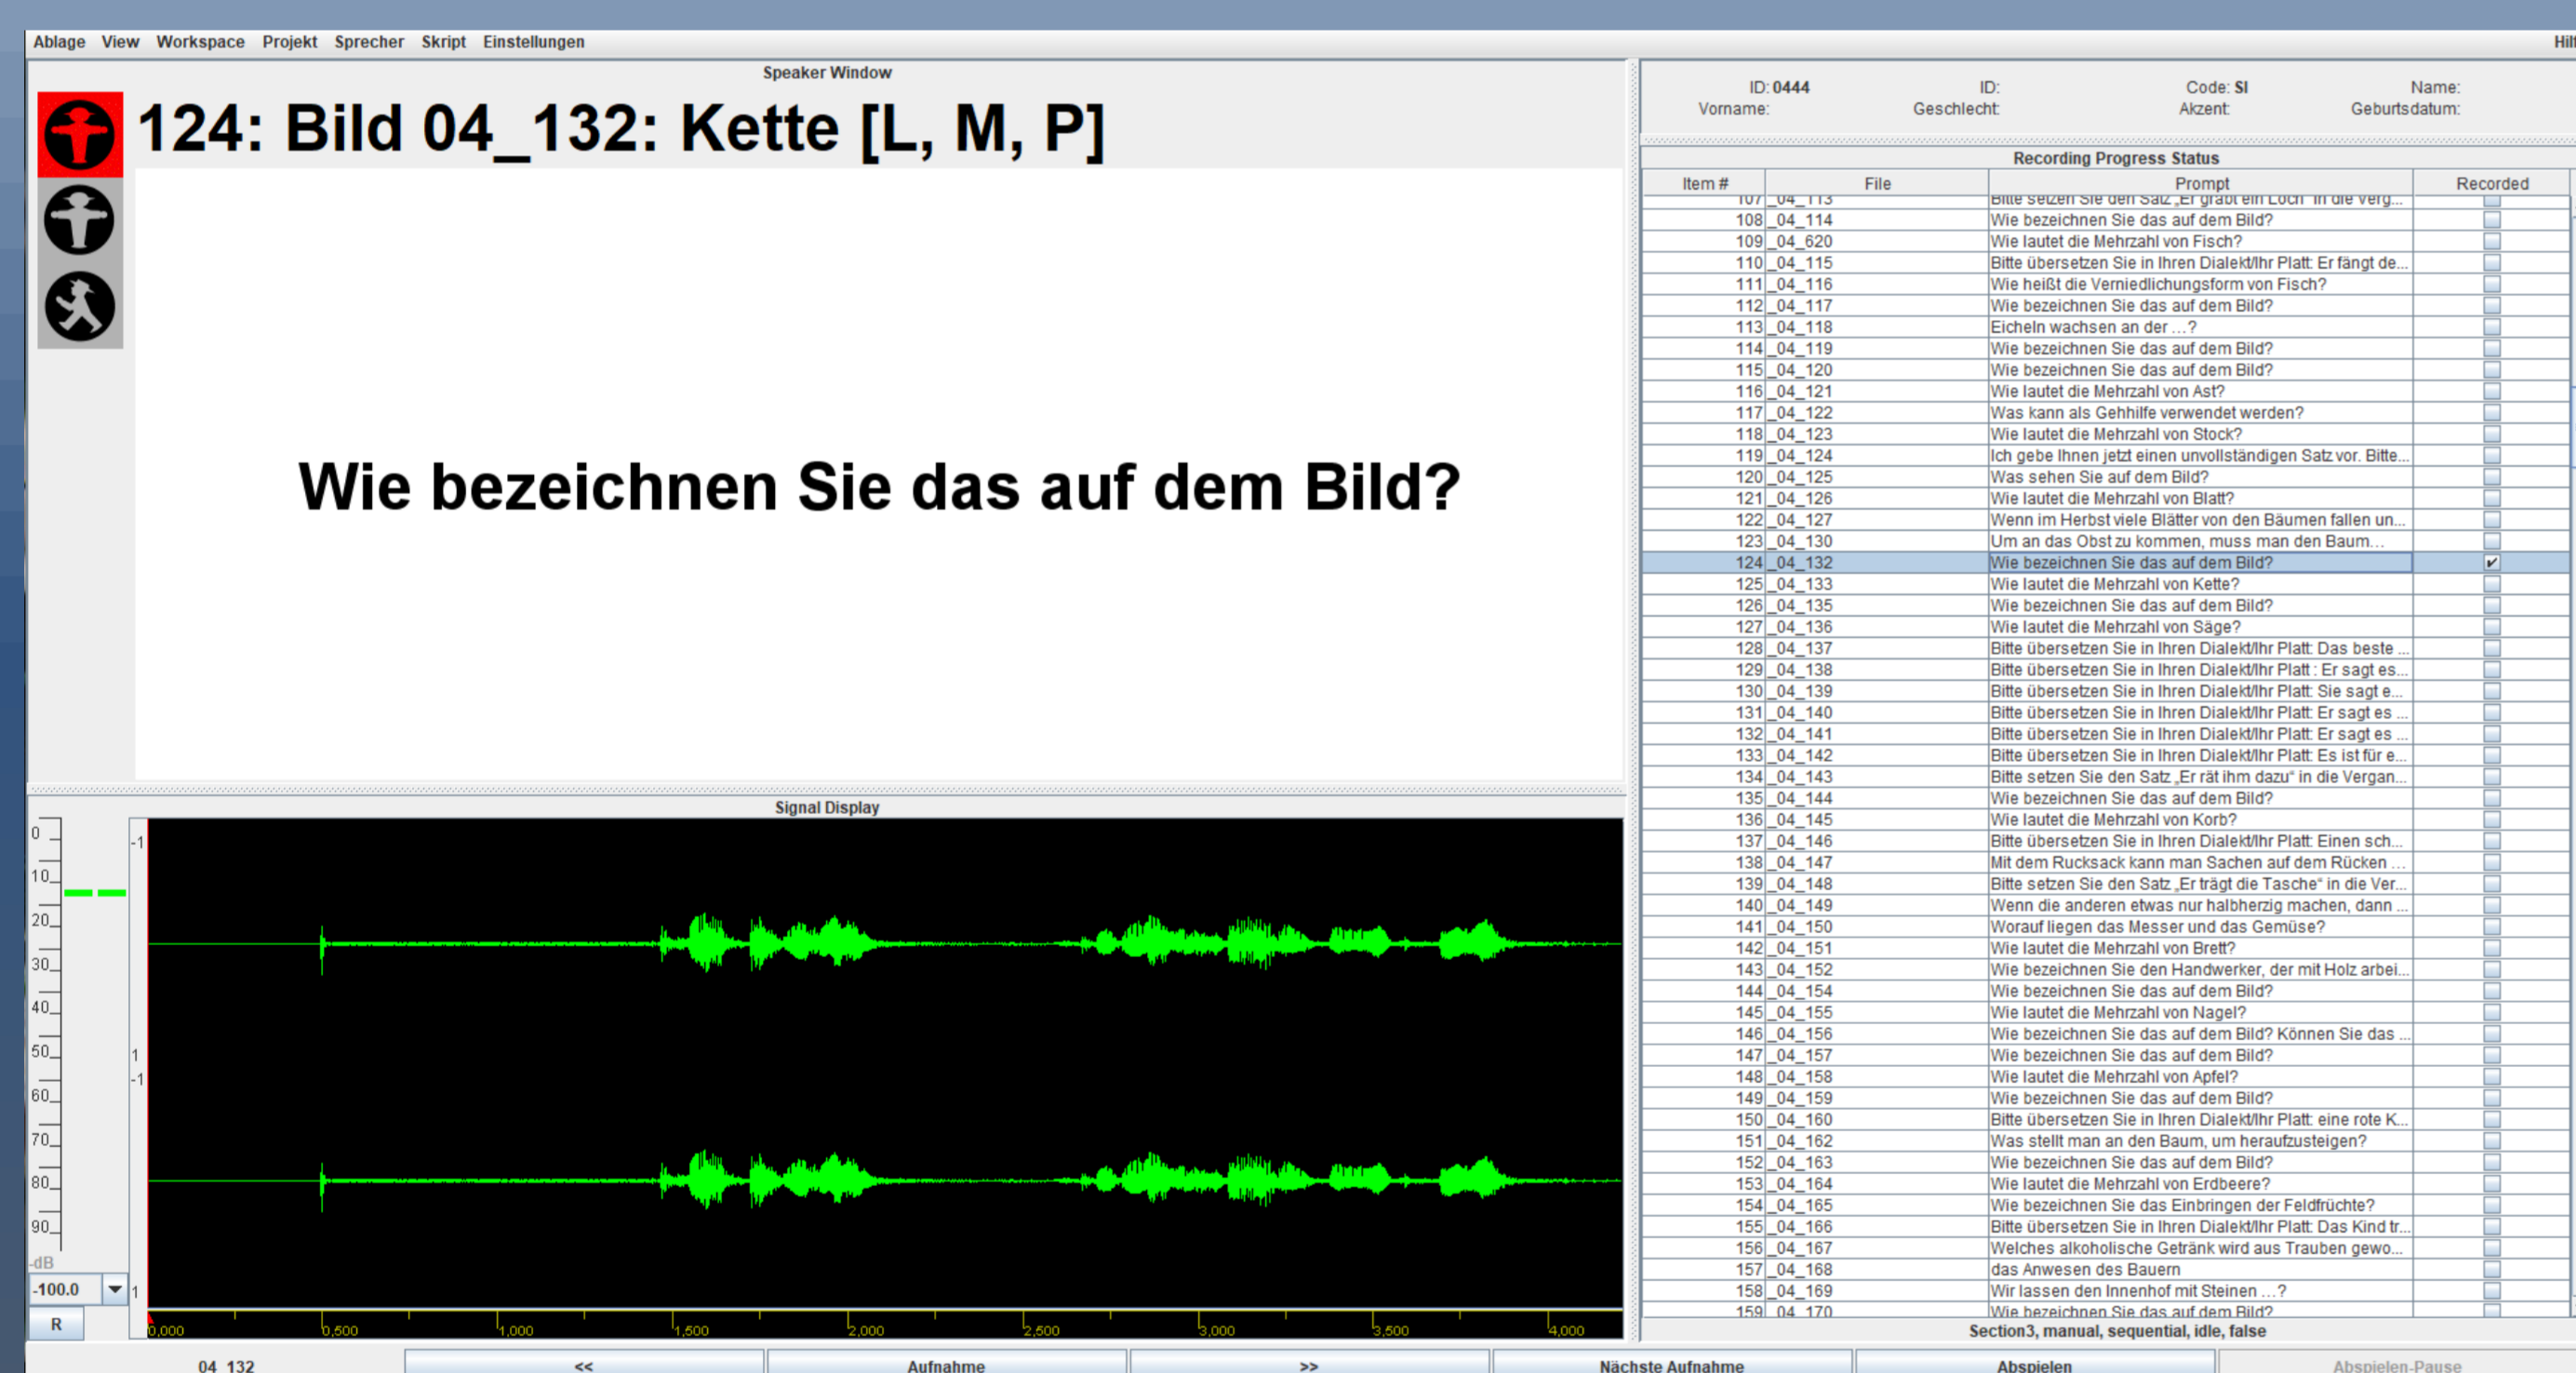 Ablage View Workspace Projekt Sprecher Skript Einstellungen
Speaker Window
124: Bild 04_132: Kette [L, M, P]
Wie bezeichnen Sie das auf dem Bild?
Signal Display
0
10
20
30
40
50
60
70
80
90
-dB
-100.0
R
-1
1
-1
1
0,000 0,500 1,000 1,500 2,000 2,500 3,000 3,500 4,000
ID: 0444 ID: Code: SI Name:
Vorname: Geschlecht: Akzent: Geburtsdatum:
Recording Progress Status
Item # File Prompt Recorded
107 _04_113 Bitte setzen Sie den Satz „Er gräbt ein Loch" in die Verg...
108 _04_114 Wie bezeichnen Sie das auf dem Bild?
109 _04_620 Wie lautet die Mehrzahl von Fisch?
110 _04_115 Bitte übersetzen Sie in Ihren Dialekt/Ihr Platt: Er fängt de...
111 _04_116 Wie heißt die Verniedlichungsform von Fisch?
112 _04_117 Wie bezeichnen Sie das auf dem Bild?
113 _04_118 Eicheln wachsen an der …?
114 _04_119 Wie bezeichnen Sie das auf dem Bild?
115 _04_120 Wie bezeichnen Sie das auf dem Bild?
116 _04_121 Wie lautet die Mehrzahl von Ast?
117 _04_122 Was kann als Gehhilfe verwendet werden?
118 _04_123 Wie lautet die Mehrzahl von Stock?
119 _04_124 Ich gebe Ihnen jetzt einen unvollständigen Satz vor. Bitte...
120 _04_125 Was sehen Sie auf dem Bild?
121 _04_126 Wie lautet die Mehrzahl von Blatt?
122 _04_127 Wenn im Herbst viele Blätter von den Bäumen fallen un...
123 _04_130 Um an das Obst zu kommen, muss man den Baum…
124 _04_132 Wie bezeichnen Sie das auf dem Bild?
125 _04_133 Wie lautet die Mehrzahl von Kette?
126 _04_135 Wie bezeichnen Sie das auf dem Bild?
127 _04_136 Wie lautet die Mehrzahl von Säge?
128 _04_137 Bitte übersetzen Sie in Ihren Dialekt/Ihr Platt: Das beste ...
129 _04_138 Bitte übersetzen Sie in Ihren Dialekt/Ihr Platt : Er sagt es...
130 _04_139 Bitte übersetzen Sie in Ihren Dialekt/Ihr Platt: Sie sagt e...
131 _04_140 Bitte übersetzen Sie in Ihren Dialekt/Ihr Platt: Er sagt es ...
132 _04_141 Bitte übersetzen Sie in Ihren Dialekt/Ihr Platt: Er sagt es ...
133 _04_142 Bitte übersetzen Sie in Ihren Dialekt/Ihr Platt: Es ist für e...
134 _04_143 Bitte setzen Sie den Satz „Er rät ihm dazu“ in die Vergan...
135 _04_144 Wie bezeichnen Sie das auf dem Bild?
136 _04_145 Wie lautet die Mehrzahl von Korb?
137 _04_146 Bitte übersetzen Sie in Ihren Dialekt/Ihr Platt: Einen sch...
138 _04_147 Mit dem Rucksack kann man Sachen auf dem Rücken ...
139 _04_148 Bitte setzen Sie den Satz „Er trägt die Tasche“ in die Ver...
140 _04_149 Wenn die anderen etwas nur halbherzig machen, dann ...
141 _04_150 Worauf liegen das Messer und das Gemüse?
142 _04_151 Wie lautet die Mehrzahl von Brett?
143 _04_152 Wie bezeichnen Sie den Handwerker, der mit Holz arbei...
144 _04_154 Wie bezeichnen Sie das auf dem Bild?
145 _04_155 Wie lautet die Mehrzahl von Nagel?
146 _04_156 Wie bezeichnen Sie das auf dem Bild? Können Sie das ...
147 _04_157 Wie bezeichnen Sie das auf dem Bild?
148 _04_158 Wie lautet die Mehrzahl von Apfel?
149 _04_159 Wie bezeichnen Sie das auf dem Bild?
150 _04_160 Bitte übersetzen Sie in Ihren Dialekt/Ihr Platt: eine rote K...
151 _04_162 Was stellt man an den Baum, um heraufzusteigen?
152 _04_163 Wie bezeichnen Sie das auf dem Bild?
153 _04_164 Wie lautet die Mehrzahl von Erdbeere?
154 _04_165 Wie bezeichnen Sie das Einbringen der Feldfrüchte?
155 _04_166 Bitte übersetzen Sie in Ihren Dialekt/Ihr Platt: Das Kind tr...
156 _04_167 Welches alkoholische Getränk wird aus Trauben gewo...
157 _04_168 das Anwesen des Bauern
158 _04_169 Wir lassen den Innenhof mit Steinen …?
159 _04_170 Wie bezeichnen Sie das auf dem Bild?
Section3, manual, sequential, idle, false
04_132 << Aufnahme >> Nächste Aufnahme Abspielen Abspielen-Pause